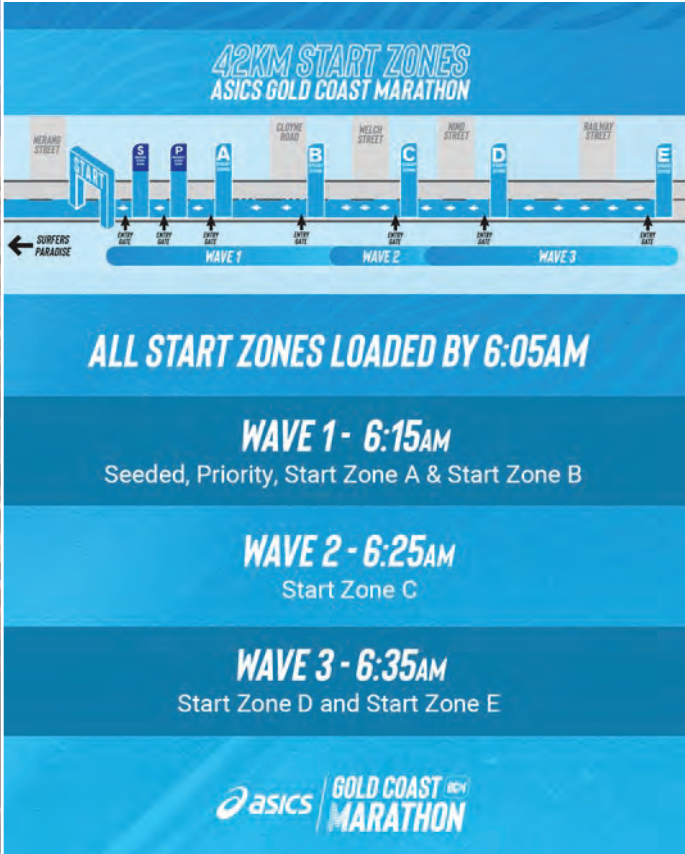 42KM START ZONES
ASICS GOLD COAST MARATHON
NERANG
STREET
CLOYNE
ROAD
WELCH
STREET
NIND
STREET
RAILWAY
STREET
START
S
P
A
B
C
D
E
ENTRY
GATE
ENTRY
GATE
ENTRY
GATE
ENTRY
GATE
ENTRY
GATE
ENTRY
GATE
ENTRY
GATE
SURFERS
PARADISE
WAVE 1
WAVE 2
WAVE 3
ALL START ZONES LOADED BY 6:05AM
WAVE 1 - 6:15AM
Seeded, Priority, Start Zone A & Start Zone B
WAVE 2 - 6:25AM
Start Zone C
WAVE 3 - 6:35AM
Start Zone D and Start Zone E
asics
GOLD COAST GCM
MARATHON